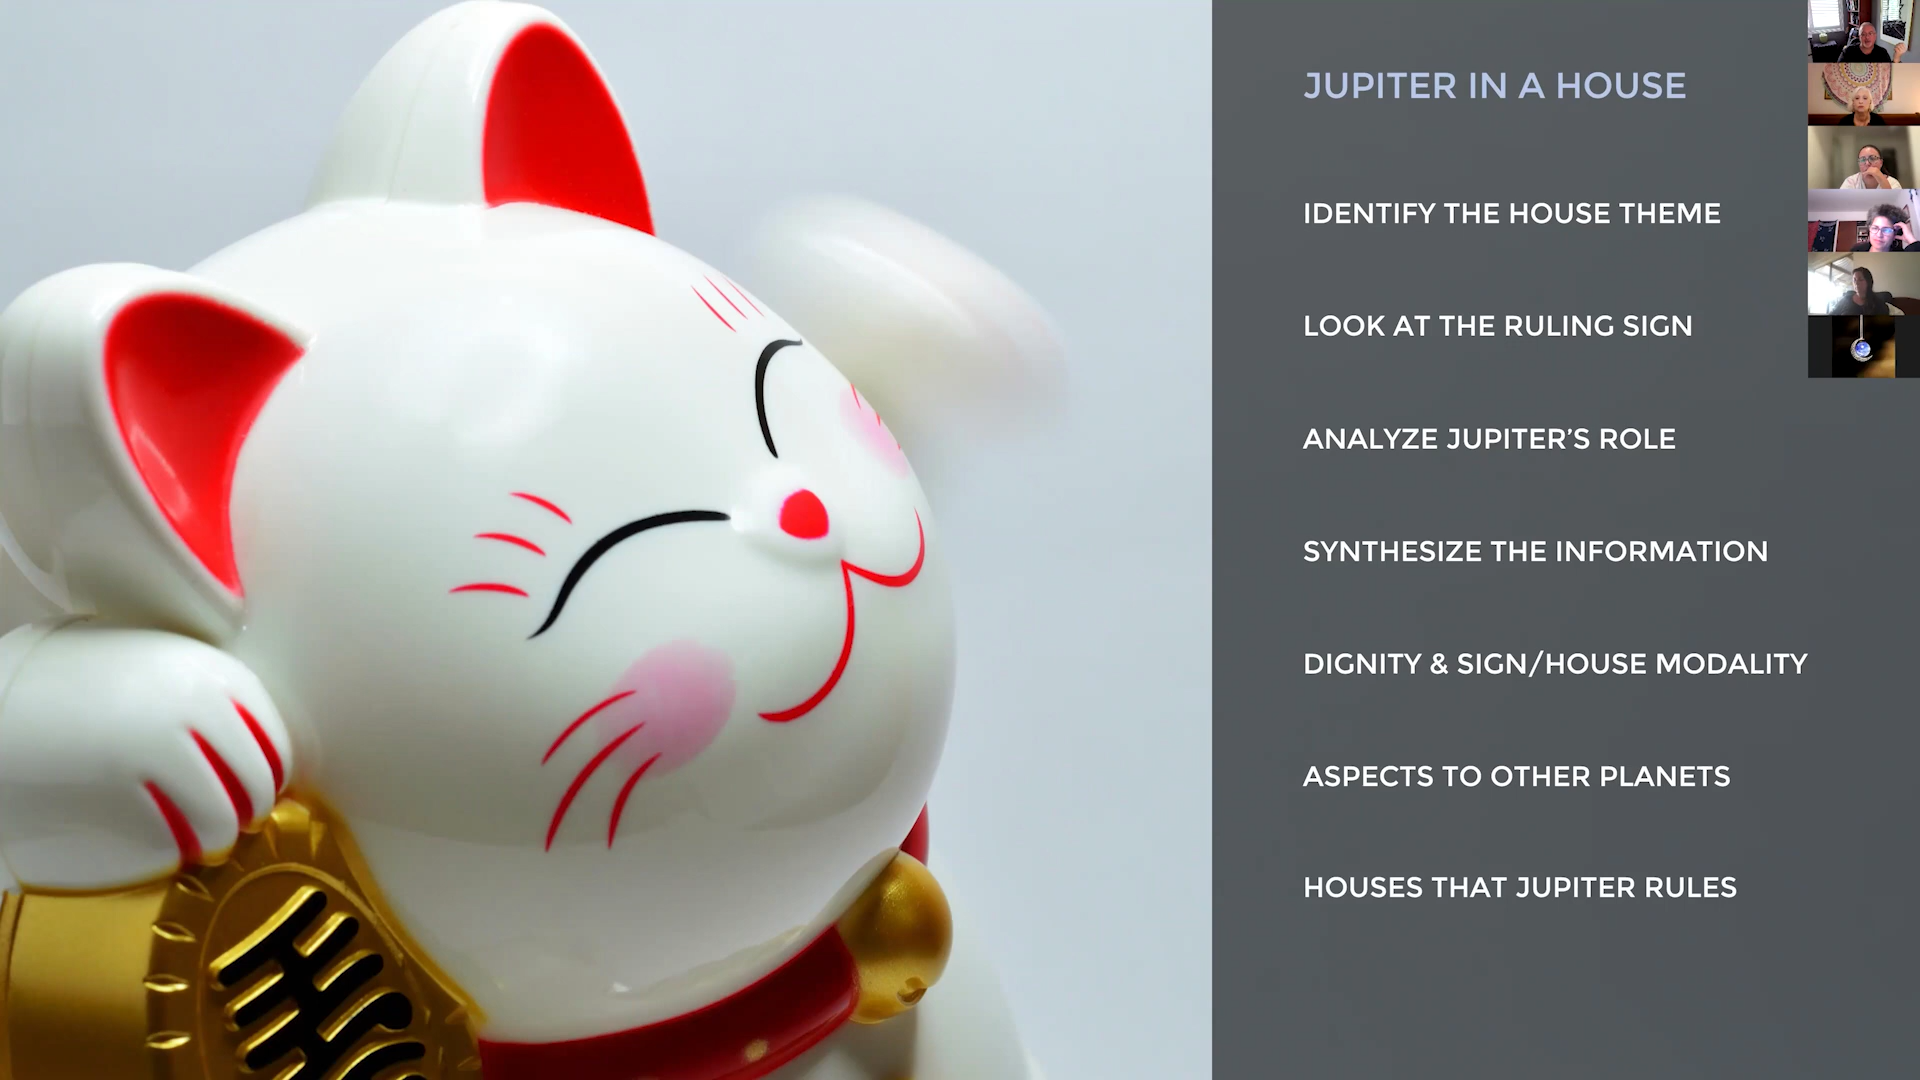 JUPITER IN A HOUSE
IDENTIFY THE HOUSE THEME
LOOK AT THE RULING SIGN
ANALYZE JUPITER’S ROLE
SYNTHESIZE THE INFORMATION
DIGNITY & SIGN/HOUSE MODALITY
ASPECTS TO OTHER PLANETS
HOUSES THAT JUPITER RULES